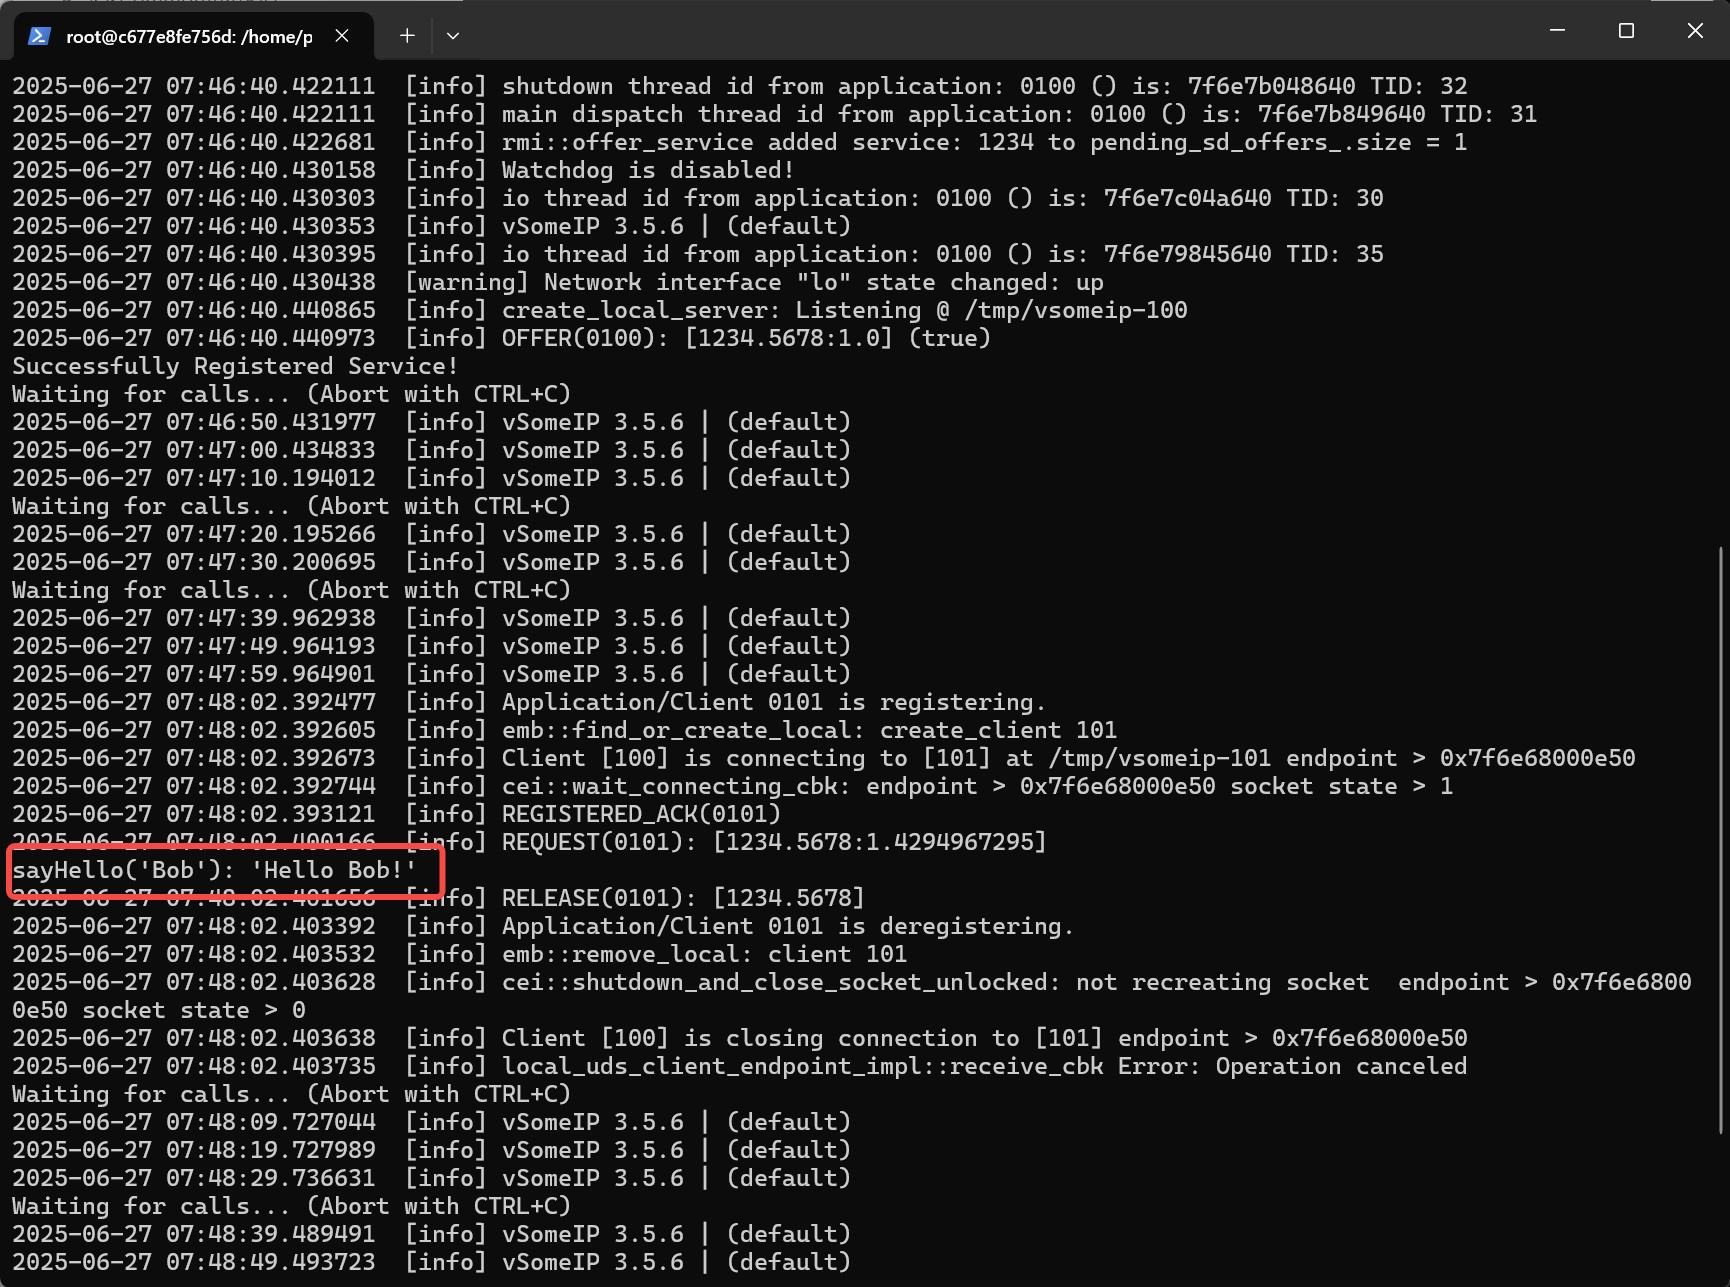 root@c677e8fe756d: /home/p
2025-06-27 07:46:40.422111  [info] shutdown thread id from application: 0100 () is: 7f6e7b048640 TID: 32
2025-06-27 07:46:40.422111  [info] main dispatch thread id from application: 0100 () is: 7f6e7b849640 TID: 31
2025-06-27 07:46:40.422681  [info] rmi::offer_service added service: 1234 to pending_sd_offers_.size = 1
2025-06-27 07:46:40.430158  [info] Watchdog is disabled!
2025-06-27 07:46:40.430303  [info] io thread id from application: 0100 () is: 7f6e7c04a640 TID: 30
2025-06-27 07:46:40.430353  [info] vSomeIP 3.5.6 | (default)
2025-06-27 07:46:40.430395  [info] io thread id from application: 0100 () is: 7f6e79845640 TID: 35
2025-06-27 07:46:40.430438  [warning] Network interface "lo" state changed: up
2025-06-27 07:46:40.440865  [info] create_local_server: Listening @ /tmp/vsomeip-100
2025-06-27 07:46:40.440973  [info] OFFER(0100): [1234.5678:1.0] (true)
Successfully Registered Service!
Waiting for calls... (Abort with CTRL+C)
2025-06-27 07:46:50.431977  [info] vSomeIP 3.5.6 | (default)
2025-06-27 07:47:00.434833  [info] vSomeIP 3.5.6 | (default)
2025-06-27 07:47:10.194012  [info] vSomeIP 3.5.6 | (default)
Waiting for calls... (Abort with CTRL+C)
2025-06-27 07:47:20.195266  [info] vSomeIP 3.5.6 | (default)
2025-06-27 07:47:30.200695  [info] vSomeIP 3.5.6 | (default)
Waiting for calls... (Abort with CTRL+C)
2025-06-27 07:47:39.962938  [info] vSomeIP 3.5.6 | (default)
2025-06-27 07:47:49.964193  [info] vSomeIP 3.5.6 | (default)
2025-06-27 07:47:59.964901  [info] vSomeIP 3.5.6 | (default)
2025-06-27 07:48:02.392477  [info] Application/Client 0101 is registering.
2025-06-27 07:48:02.392605  [info] emb::find_or_create_local: create_client 101
2025-06-27 07:48:02.392673  [info] Client [100] is connecting to [101] at /tmp/vsomeip-101 endpoint > 0x7f6e68000e50
2025-06-27 07:48:02.392744  [info] cei::wait_connecting_cbk: endpoint > 0x7f6e68000e50 socket state > 1
2025-06-27 07:48:02.393121  [info] REGISTERED_ACK(0101)
2025-06-27 07:48:02.400166  [info] REQUEST(0101): [1234.5678:1.4294967295]
sayHello('Bob'): 'Hello Bob!'
2025-06-27 07:48:02.401656  [info] RELEASE(0101): [1234.5678]
2025-06-27 07:48:02.403392  [info] Application/Client 0101 is deregistering.
2025-06-27 07:48:02.403532  [info] emb::remove_local: client 101
2025-06-27 07:48:02.403628  [info] cei::shutdown_and_close_socket_unlocked: not recreating socket  endpoint > 0x7f6e6800
0e50 socket state > 0
2025-06-27 07:48:02.403638  [info] Client [100] is closing connection to [101] endpoint > 0x7f6e68000e50
2025-06-27 07:48:02.403735  [info] local_uds_client_endpoint_impl::receive_cbk Error: Operation canceled
Waiting for calls... (Abort with CTRL+C)
2025-06-27 07:48:09.727044  [info] vSomeIP 3.5.6 | (default)
2025-06-27 07:48:19.727989  [info] vSomeIP 3.5.6 | (default)
2025-06-27 07:48:29.736631  [info] vSomeIP 3.5.6 | (default)
Waiting for calls... (Abort with CTRL+C)
2025-06-27 07:48:39.489491  [info] vSomeIP 3.5.6 | (default)
2025-06-27 07:48:49.493723  [info] vSomeIP 3.5.6 | (default)